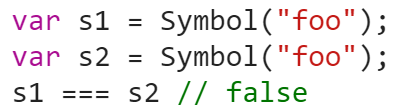 var s1 = Symbol("foo");
var s2 = Symbol("foo");
s1 === s2 // false